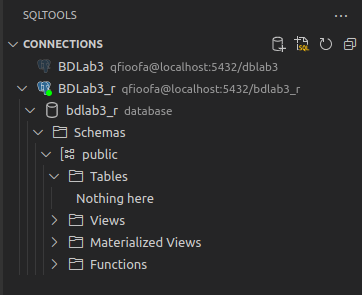 SQLTOOLS
CONNECTIONS
SQL
BDLab3 qfioofa@localhost:5432/dblab3
BDLab3_r qfioofa@localhost:5432/bdlab3_r
bdlab3_r database
Schemas
public
Tables
Nothing here
Views
Materialized Views
Functions